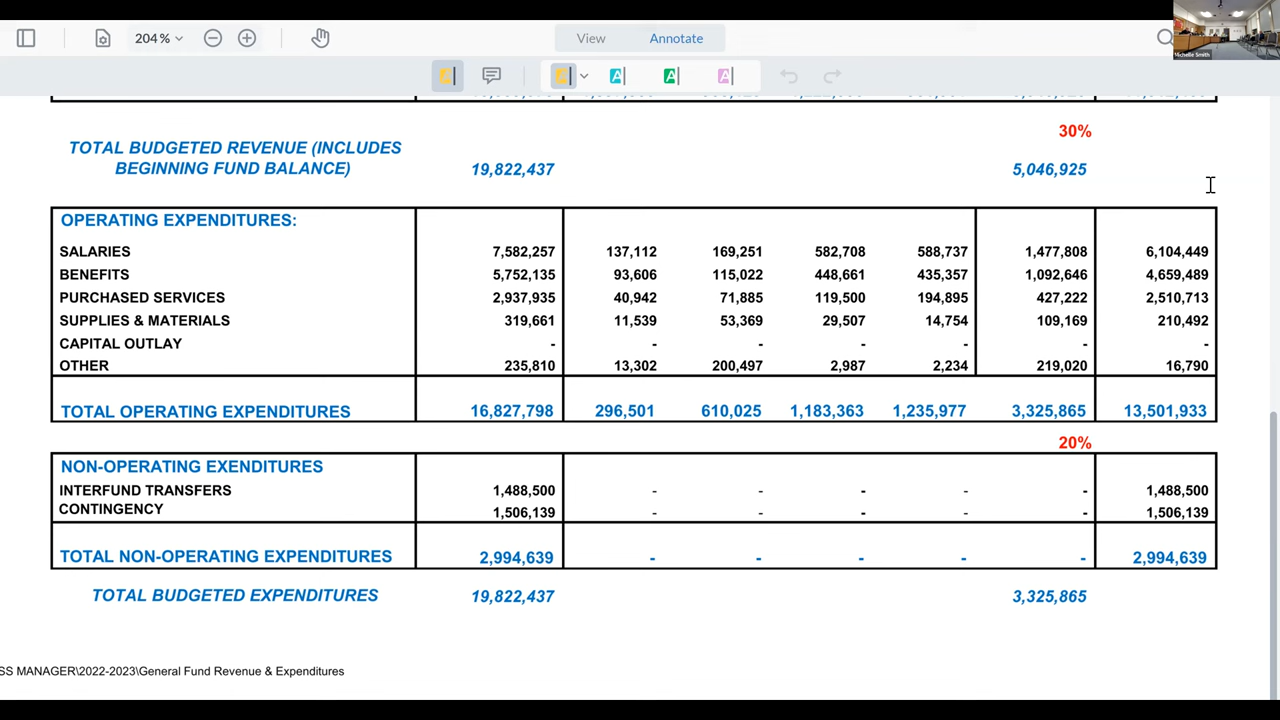 204 %
View
Annotate
Michelle Smith
30%
TOTAL BUDGETED REVENUE (INCLUDES
BEGINNING FUND BALANCE) 19,822,437 5,046,925
OPERATING EXPENDITURES:
SALARIES 7,582,257 137,112 169,251 582,708 588,737 1,477,808 6,104,449
BENEFITS 5,752,135 93,606 115,022 448,661 435,357 1,092,646 4,659,489
PURCHASED SERVICES 2,937,935 40,942 71,885 119,500 194,895 427,222 2,510,713
SUPPLIES & MATERIALS 319,661 11,539 53,369 29,507 14,754 109,169 210,492
CAPITAL OUTLAY - - - - - - -
OTHER 235,810 13,302 200,497 2,987 2,234 219,020 16,790
TOTAL OPERATING EXPENDITURES 16,827,798 296,501 610,025 1,183,363 1,235,977 3,325,865 13,501,933
20%
NON-OPERATING EXENDITURES
INTERFUND TRANSFERS 1,488,500 - - - - - 1,488,500
CONTINGENCY 1,506,139 - - - - - 1,506,139
TOTAL NON-OPERATING EXPENDITURES 2,994,639 - - - - - 2,994,639
TOTAL BUDGETED EXPENDITURES 19,822,437 3,325,865
SS MANAGER\2022-2023\General Fund Revenue & Expenditures